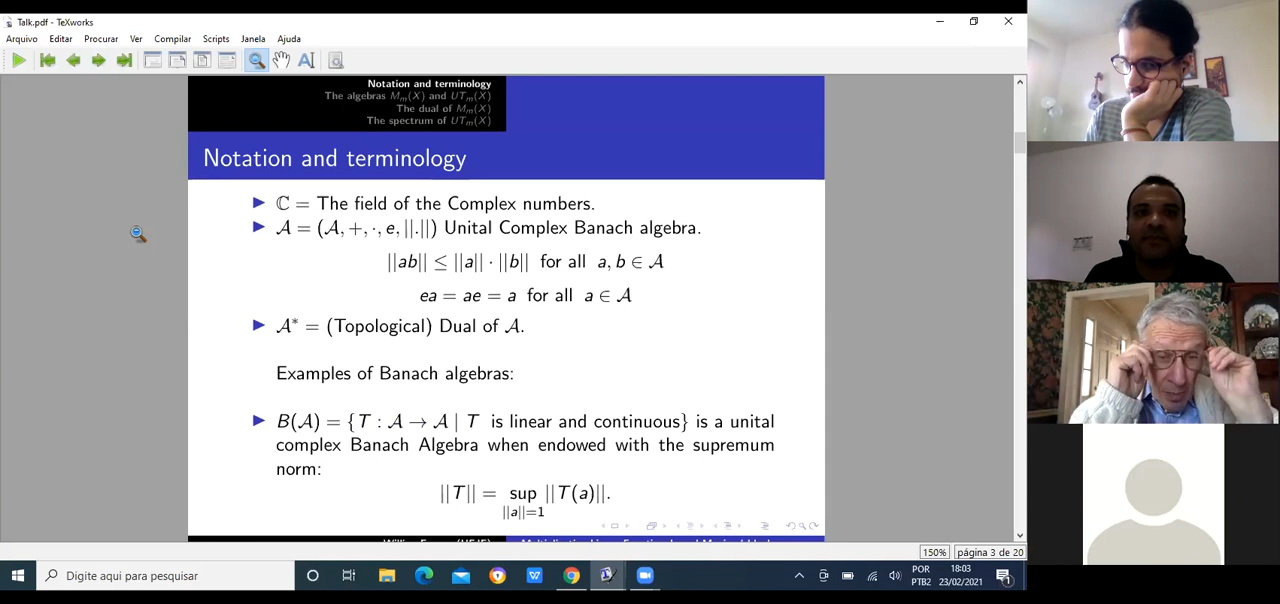 Talk.pdf - TeXworks
Arquivo Editar Procurar Ver Compilar Scripts Janela Ajuda
Notation and terminology
The algebras Mₘ(X) and UTₘ(X)
The dual of Mₘ(X)
The spectrum of UTₘ(X)
Notation and terminology
ℂ = The field of the Complex numbers.
𝒜 = (𝒜, +, ·, e, ||.||) Unital Complex Banach algebra.
||ab|| ≤ ||a|| · ||b|| for all a, b ∈ 𝒜
ea = ae = a for all a ∈ 𝒜
𝒜* = (Topological) Dual of 𝒜.
Examples of Banach algebras:
B(𝒜) = {T : 𝒜 → 𝒜 | T is linear and continuous} is a unital
complex Banach Algebra when endowed with the supremum
norm:
||T|| = sup ||T(a)||.
||a||=1
150% página 3 de 20
Digite aqui para pesquisar
POR
PTB2
18:03
23/02/2021